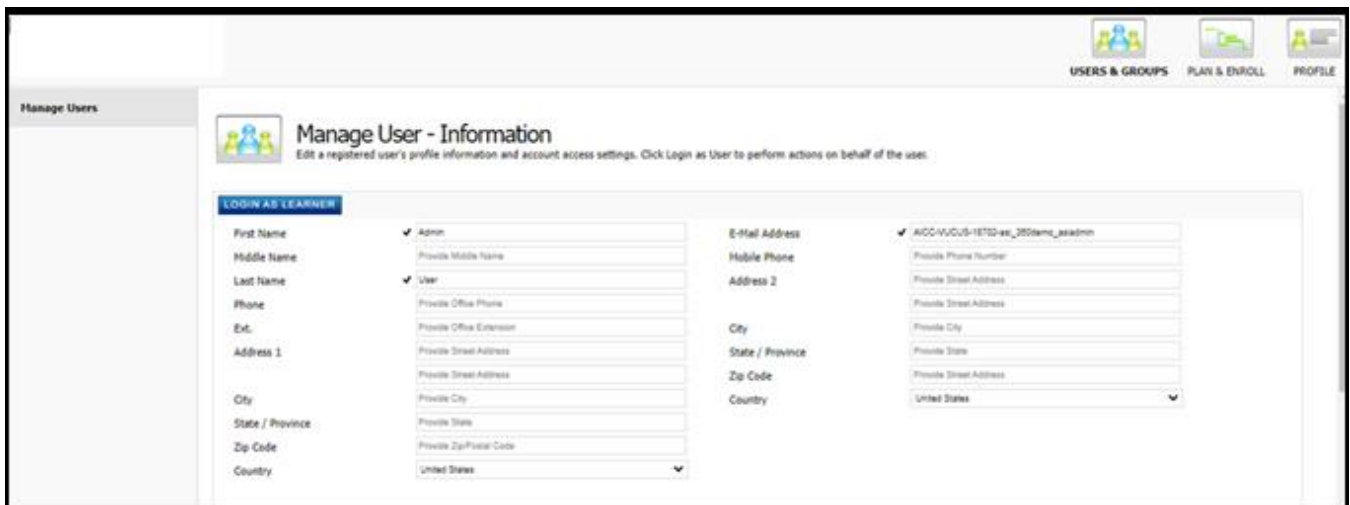 USERS & GROUPS PLAN & ENROLL PROFILE
Manage Users
Manage User - Information
Edit a registered user's profile information and account access settings. Click Login as User to perform actions on behalf of the user.
LOGIN AS LEARNER
First Name ✔ Admin E-Mail Address ✔
Middle Name Provide Middle Name Mobile Phone Provide Phone Number
Last Name ✔ User Address 2 Provide Street Address
Phone Provide Office Phone Provide Street Address
Ext. Provide Office Extension City Provide City
Address 1 Provide Street Address State / Province Provide State
Provide Street Address Zip Code Provide Street Address
City Provide City Country United States
State / Province Provide State
Zip Code Provide Zip/Postal Code
Country United States